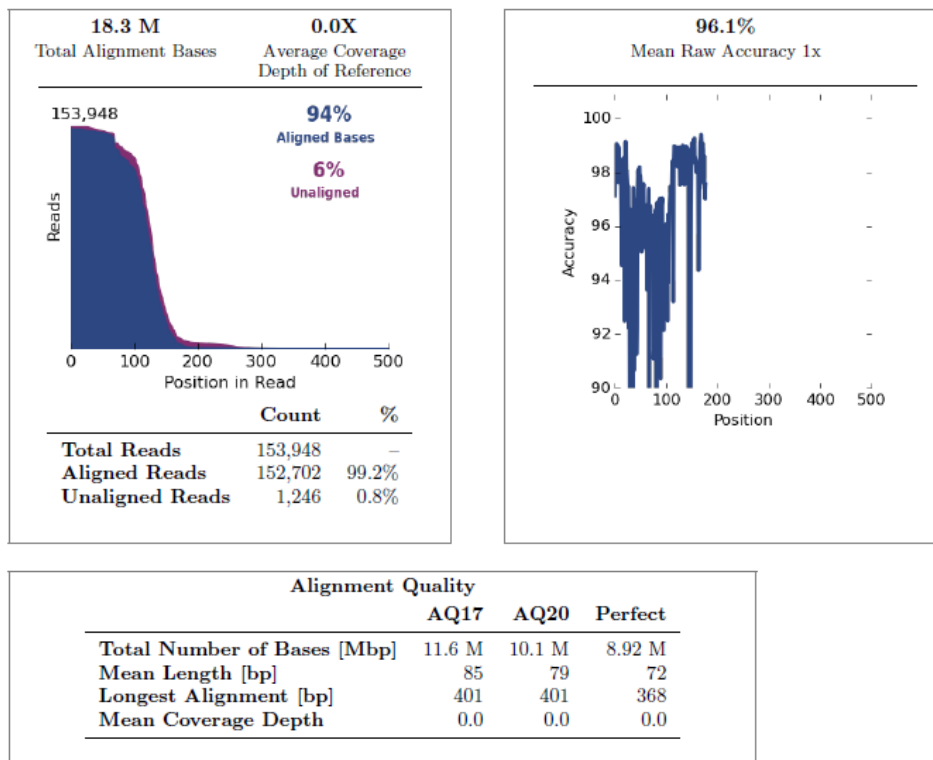 18.3 M 0.0X
Total Alignment Bases Average Coverage
Depth of Reference
153,948
94%
Aligned Bases
6%
Unaligned
Reads
0 100 200 300 400 500
Position in Read
Count %
Total Reads 153,948 –
Aligned Reads 152,702 99.2%
Unaligned Reads 1,246 0.8%
96.1%
Mean Raw Accuracy 1x
100
98
96
94
92
90
Accuracy
0 100 200 300 400 500
Position
Alignment Quality
AQ17 AQ20 Perfect
Total Number of Bases [Mbp] 11.6 M 10.1 M 8.92 M
Mean Length [bp] 85 79 72
Longest Alignment [bp] 401 401 368
Mean Coverage Depth 0.0 0.0 0.0